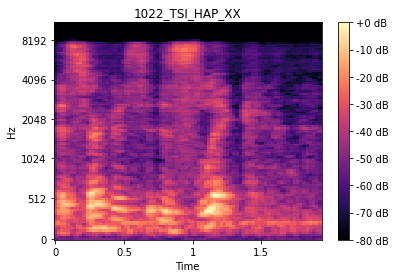 1022_TSI_HAP_XX
+0 dB
8192
-10 dB
4096
-20 dB
-30 dB
2048
-40 dB
Hz
1024
-50 dB
512
-60 dB
-70 dB
0
-80 dB
0
0.5
1
1.5
Time